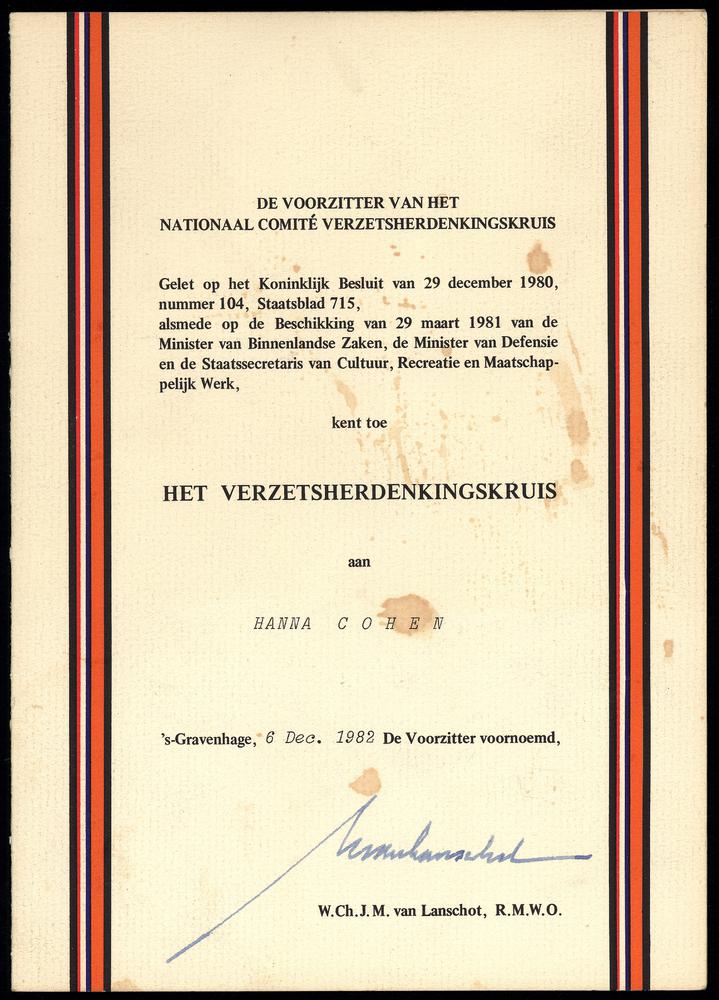 DE VOORZITTER VAN HET
NATIONAAL COMITÉ VERZETSHERDENKINGSKRUIS
Gelet op het Koninklijk Besluit van 29 december 1980,
nummer 104, Staatsblad 715,
alsmede op de Beschikking van 29 maart 1981 van de
Minister van Binnenlandse Zaken, de Minister van Defensie
en de Staatssecretaris van Cultuur, Recreatie en Maatschap-
pelijk Werk,
kent toe
HET VERZETSHERDENKINGSKRUIS
aan
HANNA C O H E N
's-Gravenhage, 6 Dec. 1982 De Voorzitter voornoemd,
W.Ch.J.M. van Lanschot, R.M.W.O.